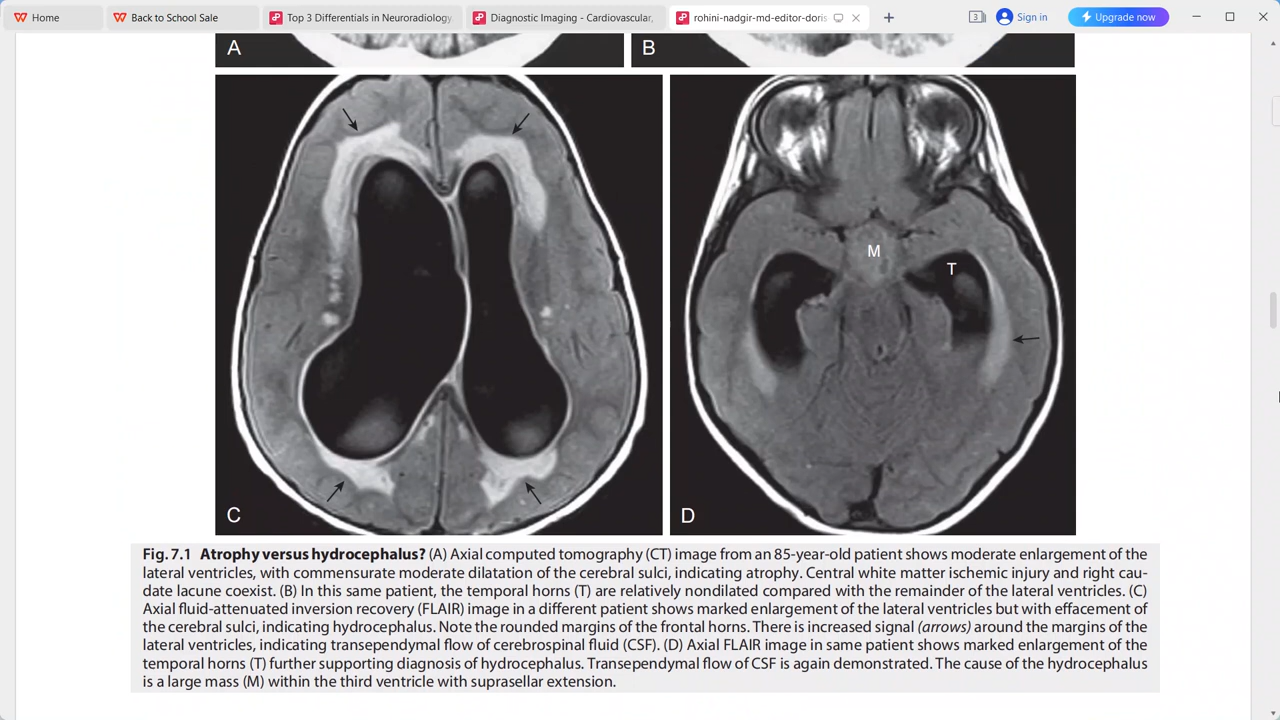 Home
Back to School Sale
Top 3 Differentials in Neuroradiology
Diagnostic Imaging - Cardiovascular,
rohini-nadgir-md-editor-doris
3
Sign in
Upgrade now
A
B
C
M
T
D
Fig. 7.1 Atrophy versus hydrocephalus? (A) Axial computed tomography (CT) image from an 85-year-old patient shows moderate enlargement of the
lateral ventricles, with commensurate moderate dilatation of the cerebral sulci, indicating atrophy. Central white matter ischemic injury and right cau-
date lacune coexist. (B) In this same patient, the temporal horns (T) are relatively nondilated compared with the remainder of the lateral ventricles. (C)
Axial fluid-attenuated inversion recovery (FLAIR) image in a different patient shows marked enlargement of the lateral ventricles but with effacement of
the cerebral sulci, indicating hydrocephalus. Note the rounded margins of the frontal horns. There is increased signal (arrows) around the margins of the
lateral ventricles, indicating transependymal flow of cerebrospinal fluid (CSF). (D) Axial FLAIR image in same patient shows marked enlargement of the
temporal horns (T) further supporting diagnosis of hydrocephalus. Transependymal flow of CSF is again demonstrated. The cause of the hydrocephalus
is a large mass (M) within the third ventricle with suprasellar extension.